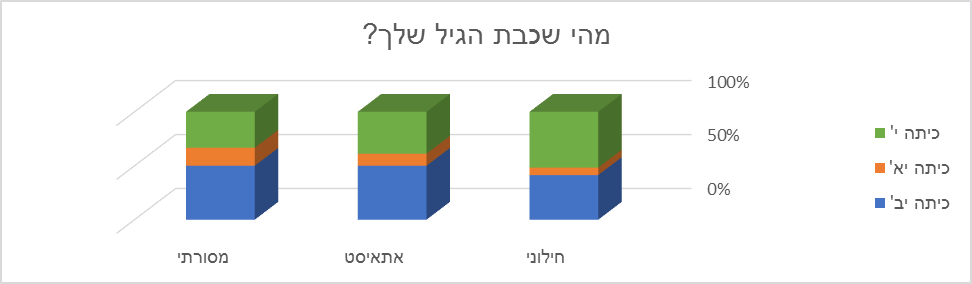 מהי שכבת הגיל שלך?
100%
50%
0%
כיתה י'
כיתה יא'
כיתה יב'
חילוני
אתאיסט
מסורתי